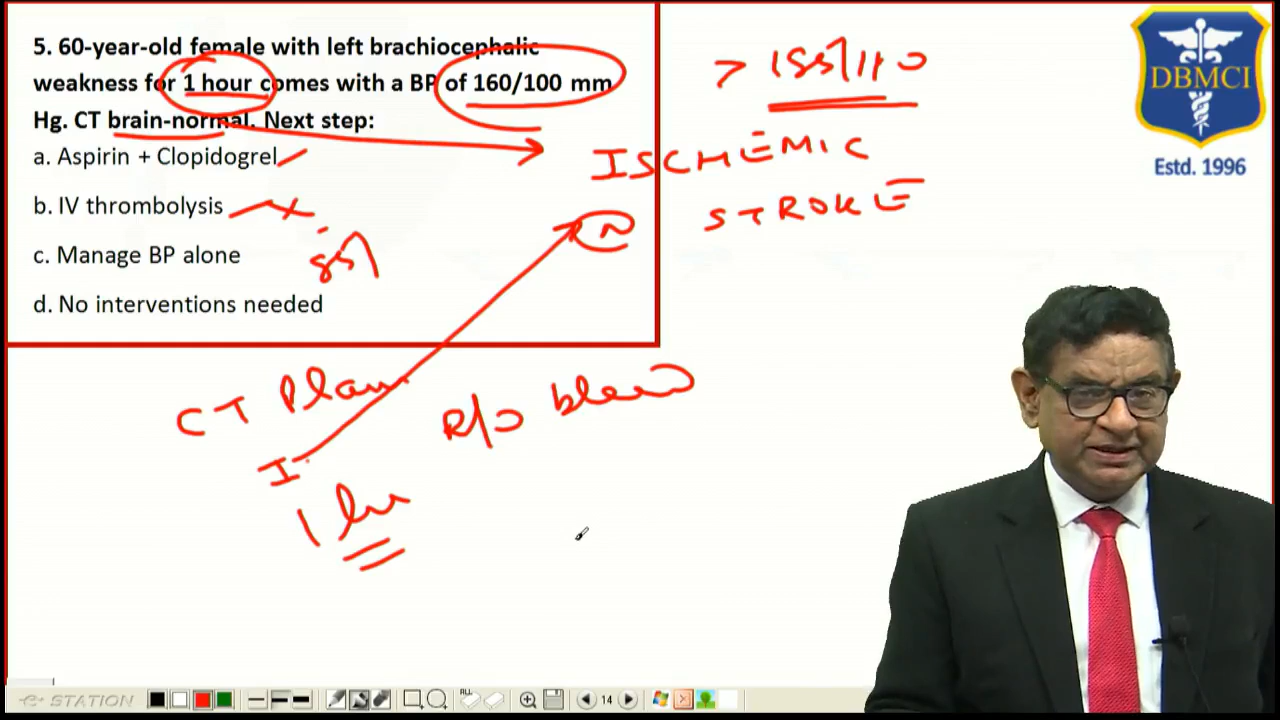 5. 60-year-old female with left brachiocephalic
weakness for 1 hour comes with a BP of 160/100 mm
Hg. CT brain-normal. Next step:
a. Aspirin + Clopidogrel
b. IV thrombolysis
c. Manage BP alone
d. No interventions needed
> 185/110
ISCHEMIC
STROKE
N
CT Plain
R/o bleed
I
1 hr
DBMCI
Estd. 1996
e-STATION
ALL
14